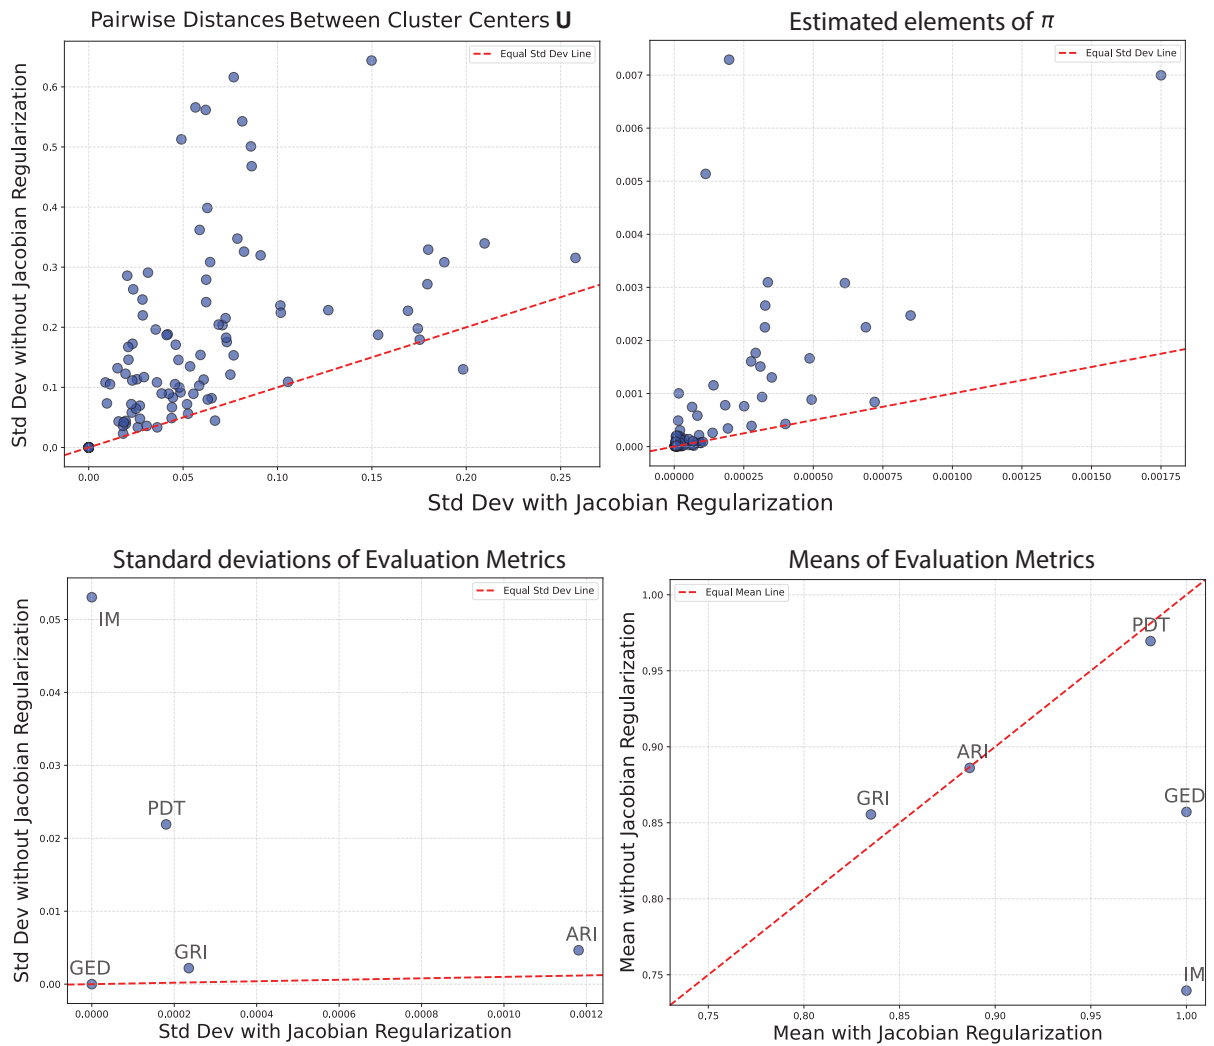 Pairwise Distances Between Cluster Centers U
Equal Std Dev Line
Std Dev without Jacobian Regularization
0.6
0.5
0.4
0.3
0.2
0.1
0.0
0.00 0.05 0.10 0.15 0.20 0.25
Estimated elements of π
Equal Std Dev Line
0.007
0.006
0.005
0.004
0.003
0.002
0.001
0.000
0.00000 0.00025 0.00050 0.00075 0.00100 0.00125 0.00150 0.00175
Std Dev with Jacobian Regularization
Standard deviations of Evaluation Metrics
Equal Std Dev Line
Std Dev without Jacobian Regularization
0.05
0.04
0.03
0.02
0.01
0.00
IM
PDT
GED
GRI
ARI
0.0000 0.0002 0.0004 0.0006 0.0008 0.0010 0.0012
Std Dev with Jacobian Regularization
Means of Evaluation Metrics
Equal Mean Line
Mean without Jacobian Regularization
1.00
0.95
0.90
0.85
0.80
0.75
PDT
ARI
GRI
GED
IM
0.75 0.80 0.85 0.90 0.95 1.00
Mean with Jacobian Regularization